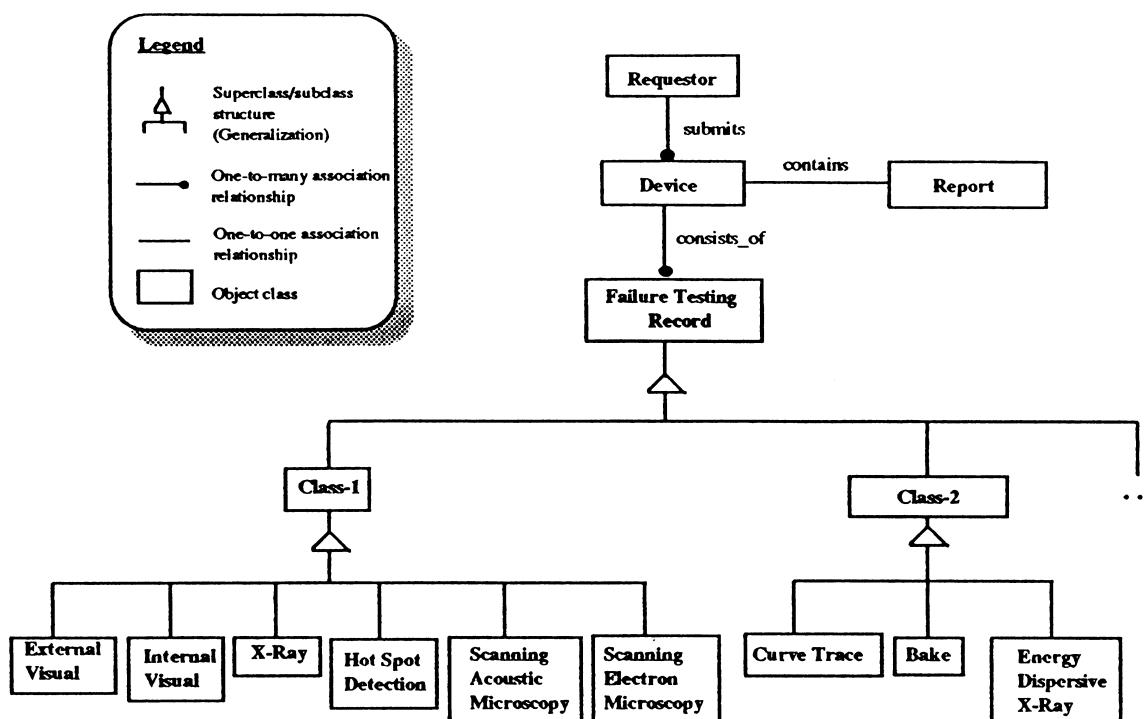 Legend
Superclass/subclass
structure
(Generalization)
One-to-many association
relationship
One-to-one association
relationship
Object class
Requestor
submits
Device
contains
Report
consists_of
Failure Testing
Record
Class-1
Class-2
..
External
Visual
Internal
Visual
X-Ray
Hot Spot
Detection
Scanning
Acoustic
Microscopy
Scanning
Electron
Microscopy
Curve Trace
Bake
Energy
Dispersive
X-Ray